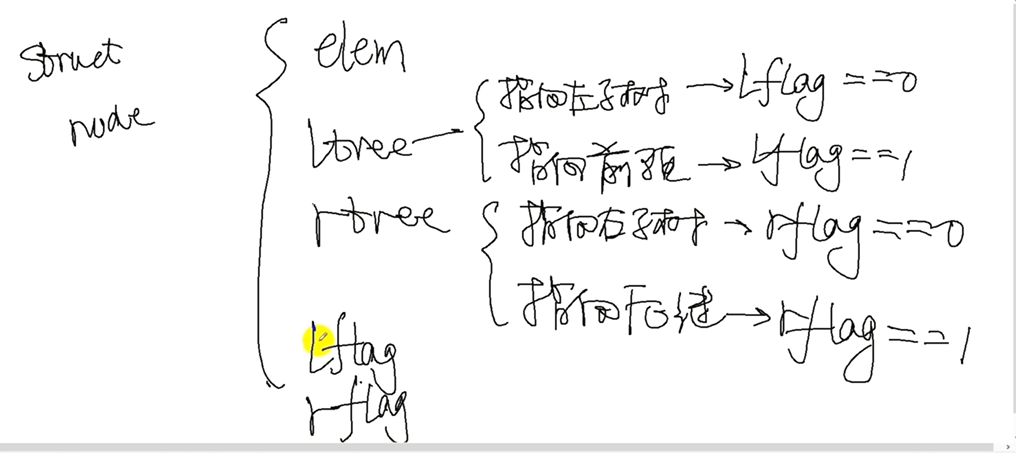 struct
node
elem
Ltree
指向左子树 → Lflag == 0
指向前驱 → Lflag == 1
rtree
指向右子树 → rflag == 0
指向后继 → rflag == 1
Lflag
rflag